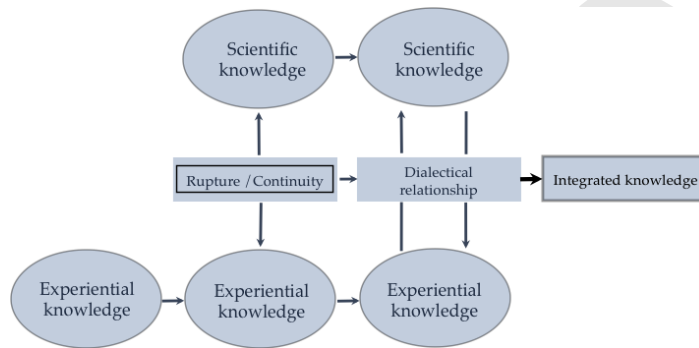 Scientific
knowledge
Scientific
knowledge
Rupture /Continuity
Dialectical
relationship
Integrated knowledge
Experiential
knowledge
Experiential
knowledge
Experiential
knowledge